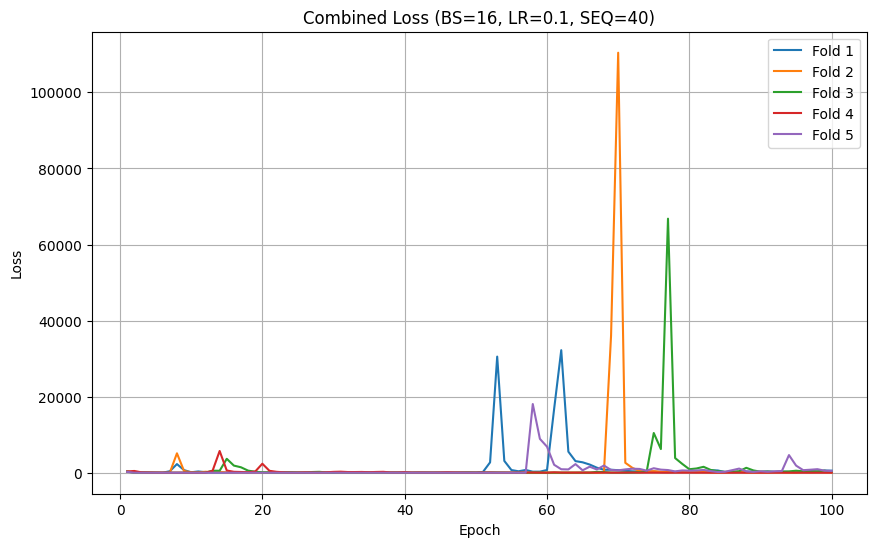 Combined Loss (BS=16, LR=0.1, SEQ=40)
Fold 1
Fold 2
Fold 3
Fold 4
Fold 5
100000
80000
60000
40000
20000
0
Loss
0 20 40 60 80 100
Epoch